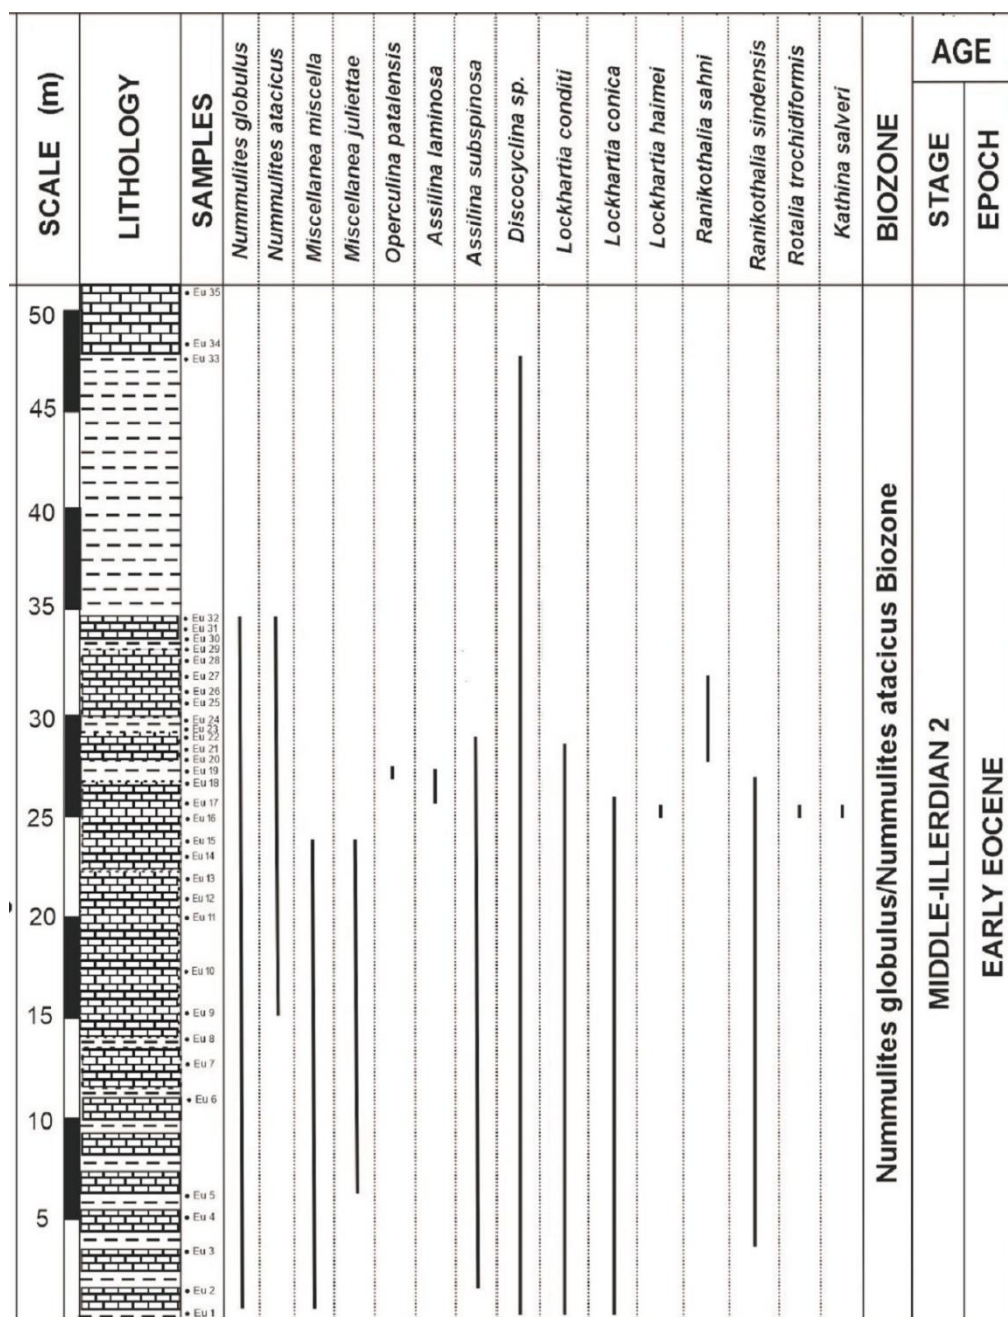 SCALE (m)
LITHOLOGY
SAMPLES
Nummulites globulus
Nummulites atacicus
Miscellanea miscella
Miscellanea juliettae
Operculina patalensis
Assilina laminosa
Assilina subspinosa
Discocyclina sp.
Lockhartia conditi
Lockhartia conica
Lockhartia haimei
Ranikothalia sahni
Ranikothalia sindensis
Rotalia trochidiformis
Kathina salveri
BIOZONE
AGE
STAGE
EPOCH
50
45
40
35
30
25
20
15
10
5
Eu 35
Eu 34
Eu 33
Eu 32
Eu 31
Eu 30
Eu 29
Eu 28
Eu 27
Eu 26
Eu 25
Eu 24
Eu 23
Eu 22
Eu 21
Eu 20
Eu 19
Eu 18
Eu 17
Eu 16
Eu 15
Eu 14
Eu 13
Eu 12
Eu 11
Eu 10
Eu 9
Eu 8
Eu 7
Eu 6
Eu 5
Eu 4
Eu 3
Eu 2
Eu 1
Nummulites globulus/Nummulites atacicus Biozone
MIDDLE-ILLERDIAN 2
EARLY EOCENE